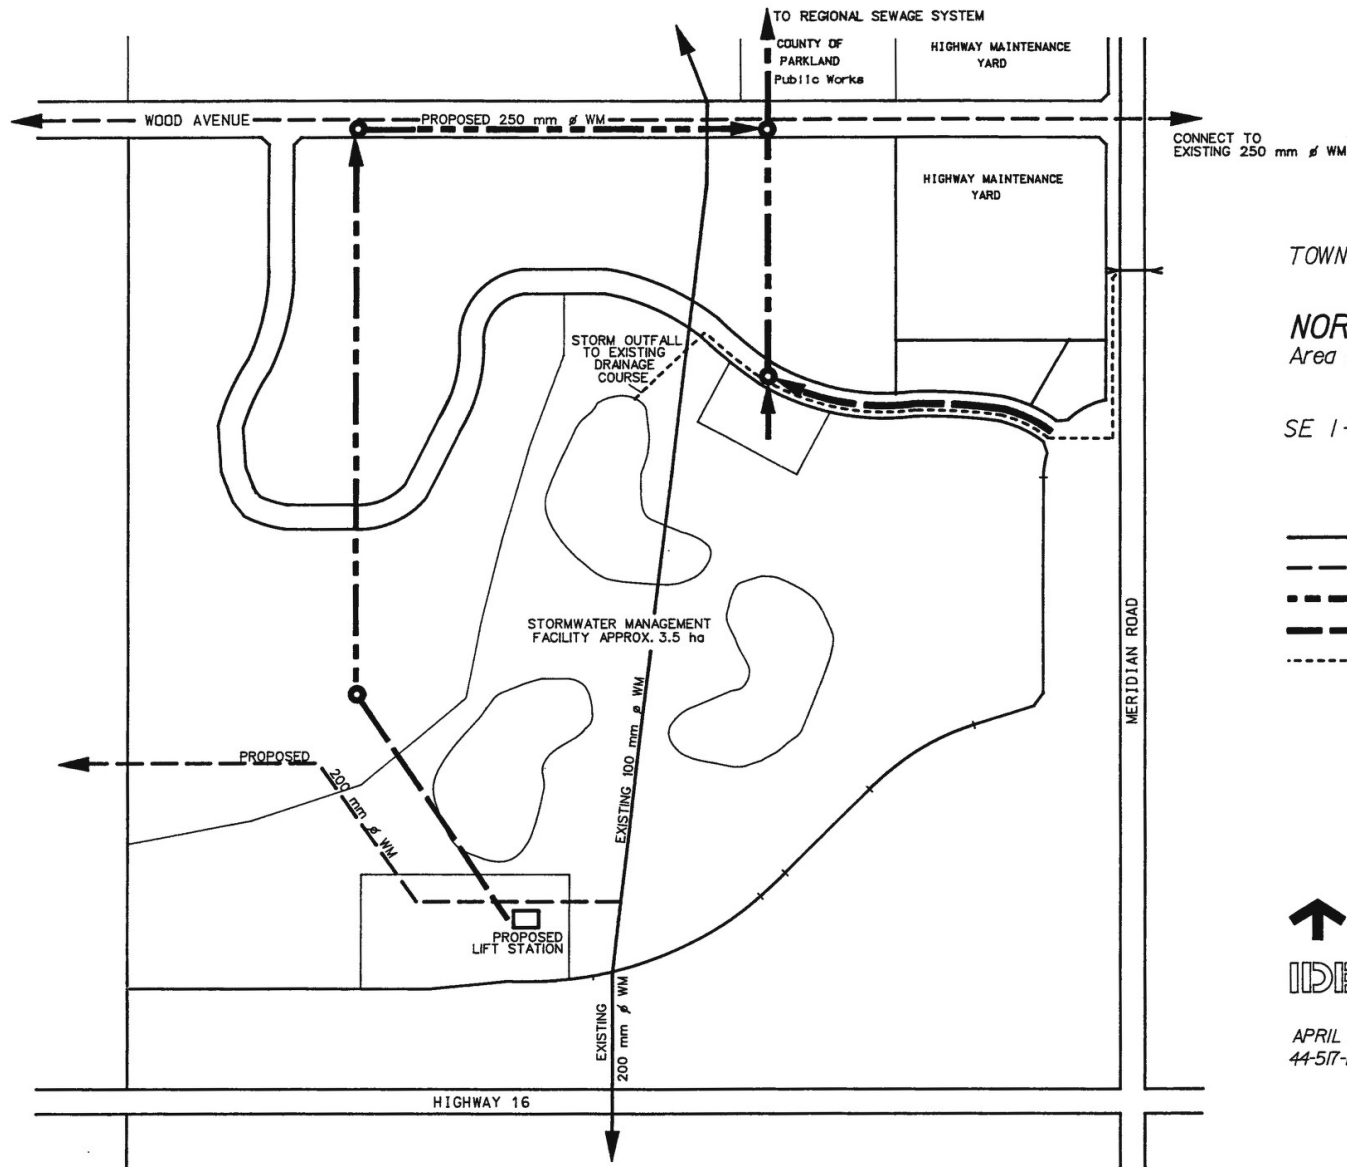 TO REGIONAL SEWAGE SYSTEM
COUNTY OF
PARKLAND
Public Works
HIGHWAY MAINTENANCE
YARD
WOOD AVENUE
PROPOSED 250 mm ø WM
CONNECT TO
EXISTING 250 mm ø WM
HIGHWAY MAINTENANCE
YARD
TOWN
NOR
Area
STORM OUTFALL
TO EXISTING
DRAINAGE
COURSE
SE 1-
STORMWATER MANAGEMENT
FACILITY APPROX. 3.5 ha
MERIDIAN ROAD
EXISTING 100 mm ø WM
PROPOSED
200 mm ø WM
PROPOSED
LIFT STATION
EXISTING
200 mm ø WM
HIGHWAY 16
APRIL
44-517-